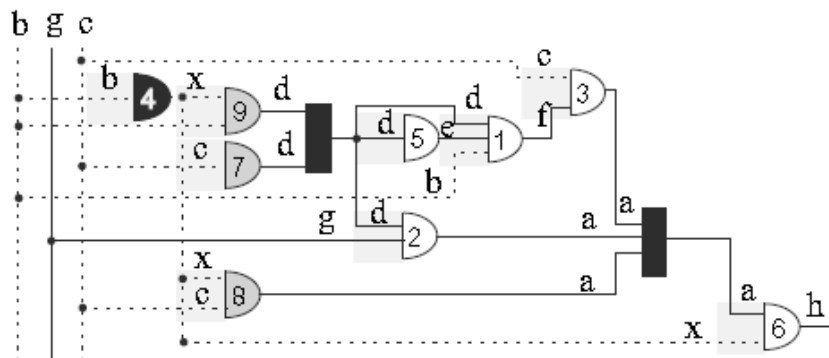 b g c
c
b x d d 3
4 9 f
d 5 e 1
c 7 d
b
g d 2 a a
x
c 8 a
a h
x 6